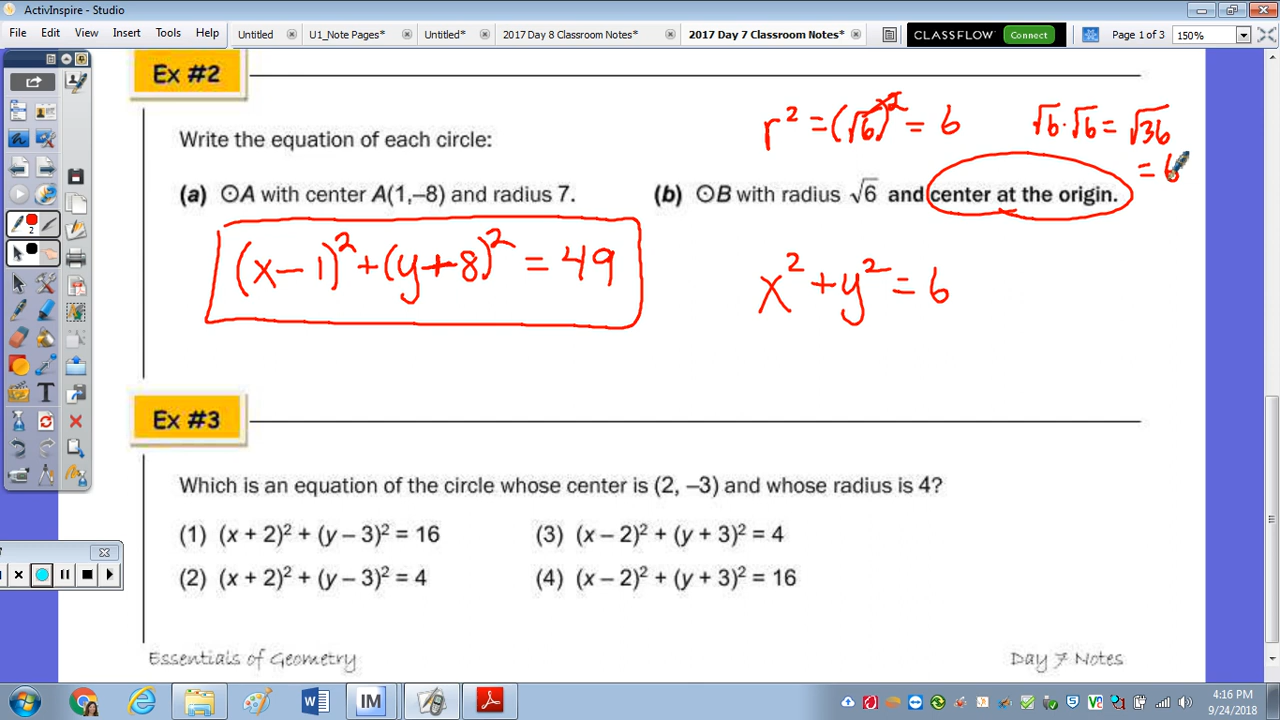 ActivInspire - Studio
File Edit View Insert Tools Help Untitled U1_Note Pages* Untitled* 2017 Day 8 Classroom Notes* 2017 Day 7 Classroom Notes* CLASSFLOW Connect Page 1 of 3 150%
Ex #2
r² = (√6)² = 6 √6·√6 = √36
= 6
Write the equation of each circle:
(a) ⊙A with center A(1,–8) and radius 7.
(x – 1)² + (y + 8)² = 49
(b) ⊙B with radius √6 and center at the origin.
x² + y² = 6
Ex #3
Which is an equation of the circle whose center is (2, –3) and whose radius is 4?
(1) (x + 2)² + (y – 3)² = 16
(2) (x + 2)² + (y – 3)² = 4
(3) (x – 2)² + (y + 3)² = 4
(4) (x – 2)² + (y + 3)² = 16
Essentials of Geometry Day 7 Notes
2
T
W IM
4:16 PM
9/24/2018